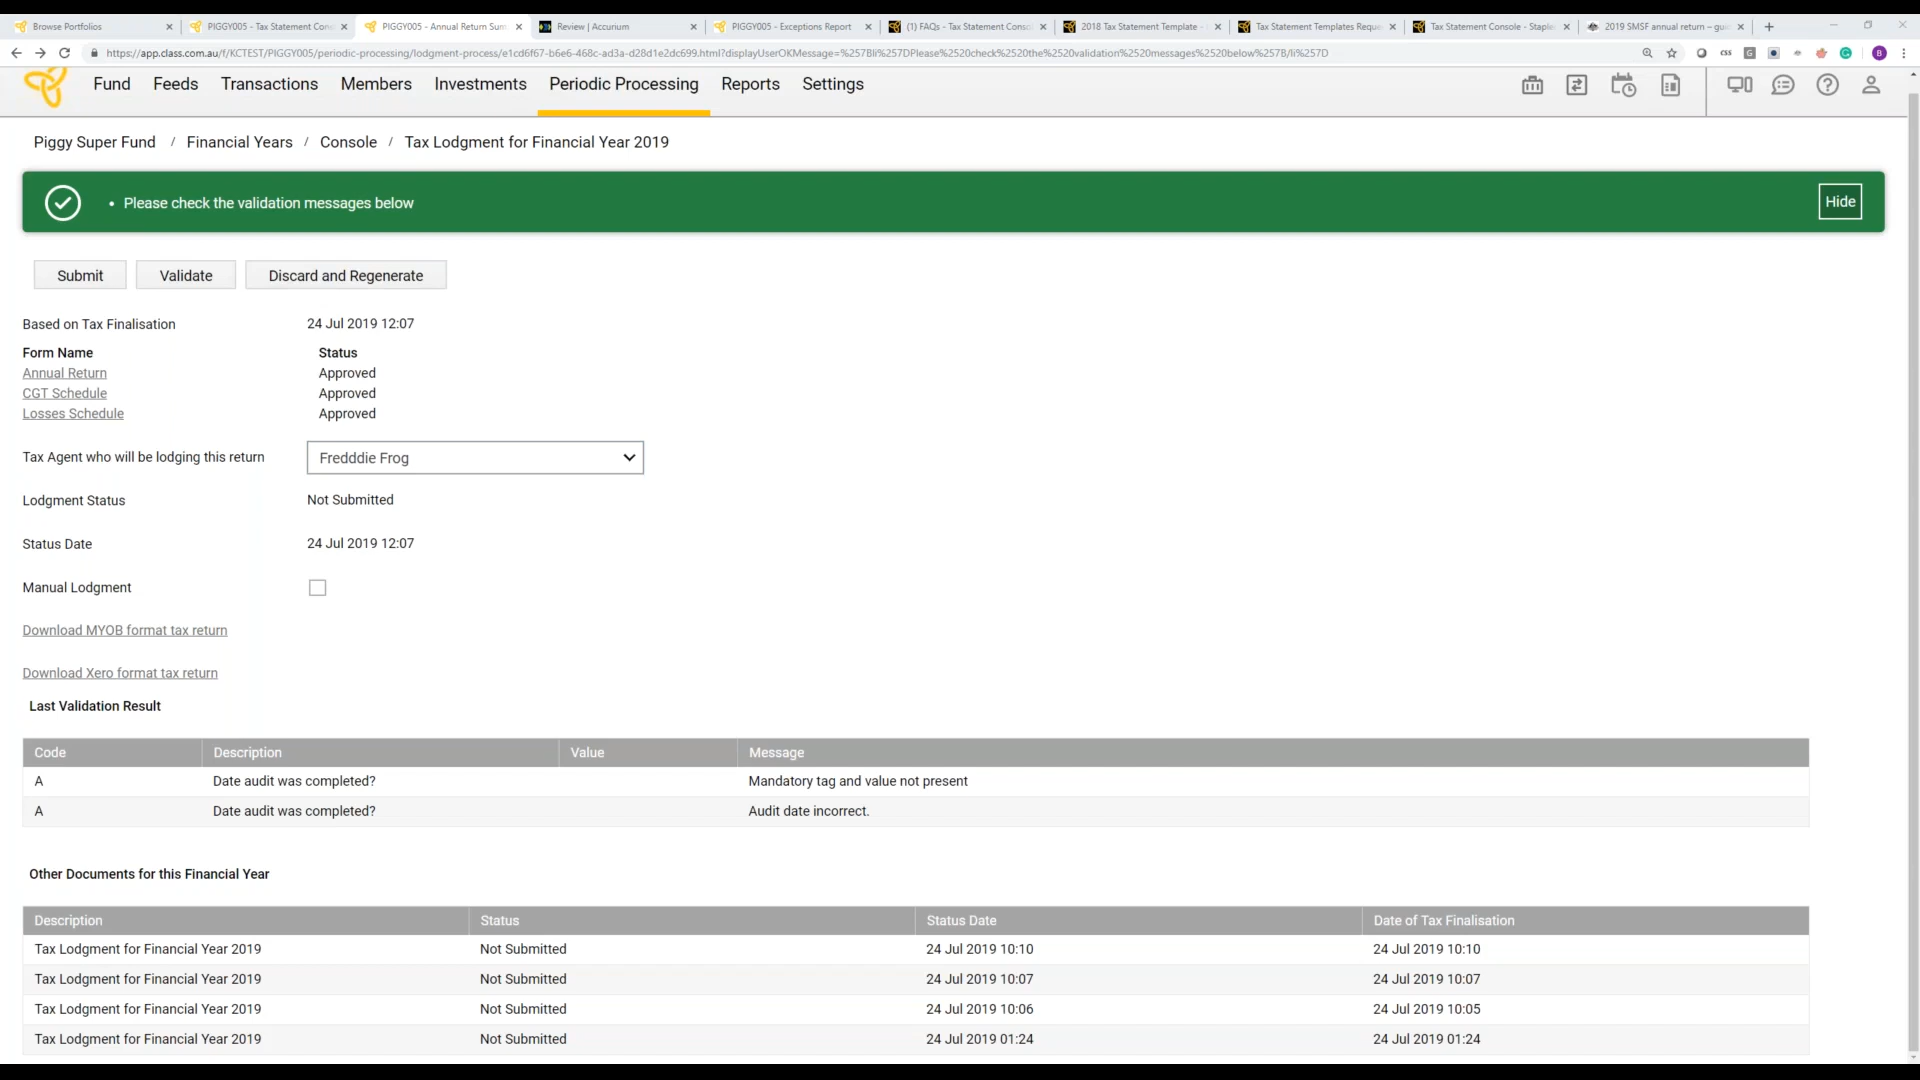 Browse Portfolios
PIGGY005 - Tax Statement Con
PIGGY005 - Annual Return Sum
Review | Accurium
PIGGY005 - Exceptions Report
(1) FAQs - Tax Statement Conso
2018 Tax Statement Template -
Tax Statement Templates Reque
Tax Statement Console - Staple
2019 SMSF annual return – gui
https://app.class.com.au/f/KCTEST/PIGGY005/periodic-processing/lodgment-process/e1cd6f67-b6e6-468c-ad3a-d28d1e2dc699.html?displayUserOKMessage=%257Bli%257DPlease%2520check%2520the%2520validation%2520messages%2520below%257B/li%257D
Fund Feeds Transactions Members Investments Periodic Processing Reports Settings
Piggy Super Fund / Financial Years / Console / Tax Lodgment for Financial Year 2019
• Please check the validation messages below
Hide
Submit Validate Discard and Regenerate
Based on Tax Finalisation 24 Jul 2019 12:07
Form Name Status
Annual Return Approved
CGT Schedule Approved
Losses Schedule Approved
Tax Agent who will be lodging this return Fredddie Frog
Lodgment Status Not Submitted
Status Date 24 Jul 2019 12:07
Manual Lodgment
Download MYOB format tax return
Download Xero format tax return
Last Validation Result
Code Description Value Message
A Date audit was completed? Mandatory tag and value not present
A Date audit was completed? Audit date incorrect.
Other Documents for this Financial Year
Description Status Status Date Date of Tax Finalisation
Tax Lodgment for Financial Year 2019 Not Submitted 24 Jul 2019 10:10 24 Jul 2019 10:10
Tax Lodgment for Financial Year 2019 Not Submitted 24 Jul 2019 10:07 24 Jul 2019 10:07
Tax Lodgment for Financial Year 2019 Not Submitted 24 Jul 2019 10:06 24 Jul 2019 10:05
Tax Lodgment for Financial Year 2019 Not Submitted 24 Jul 2019 01:24 24 Jul 2019 01:24